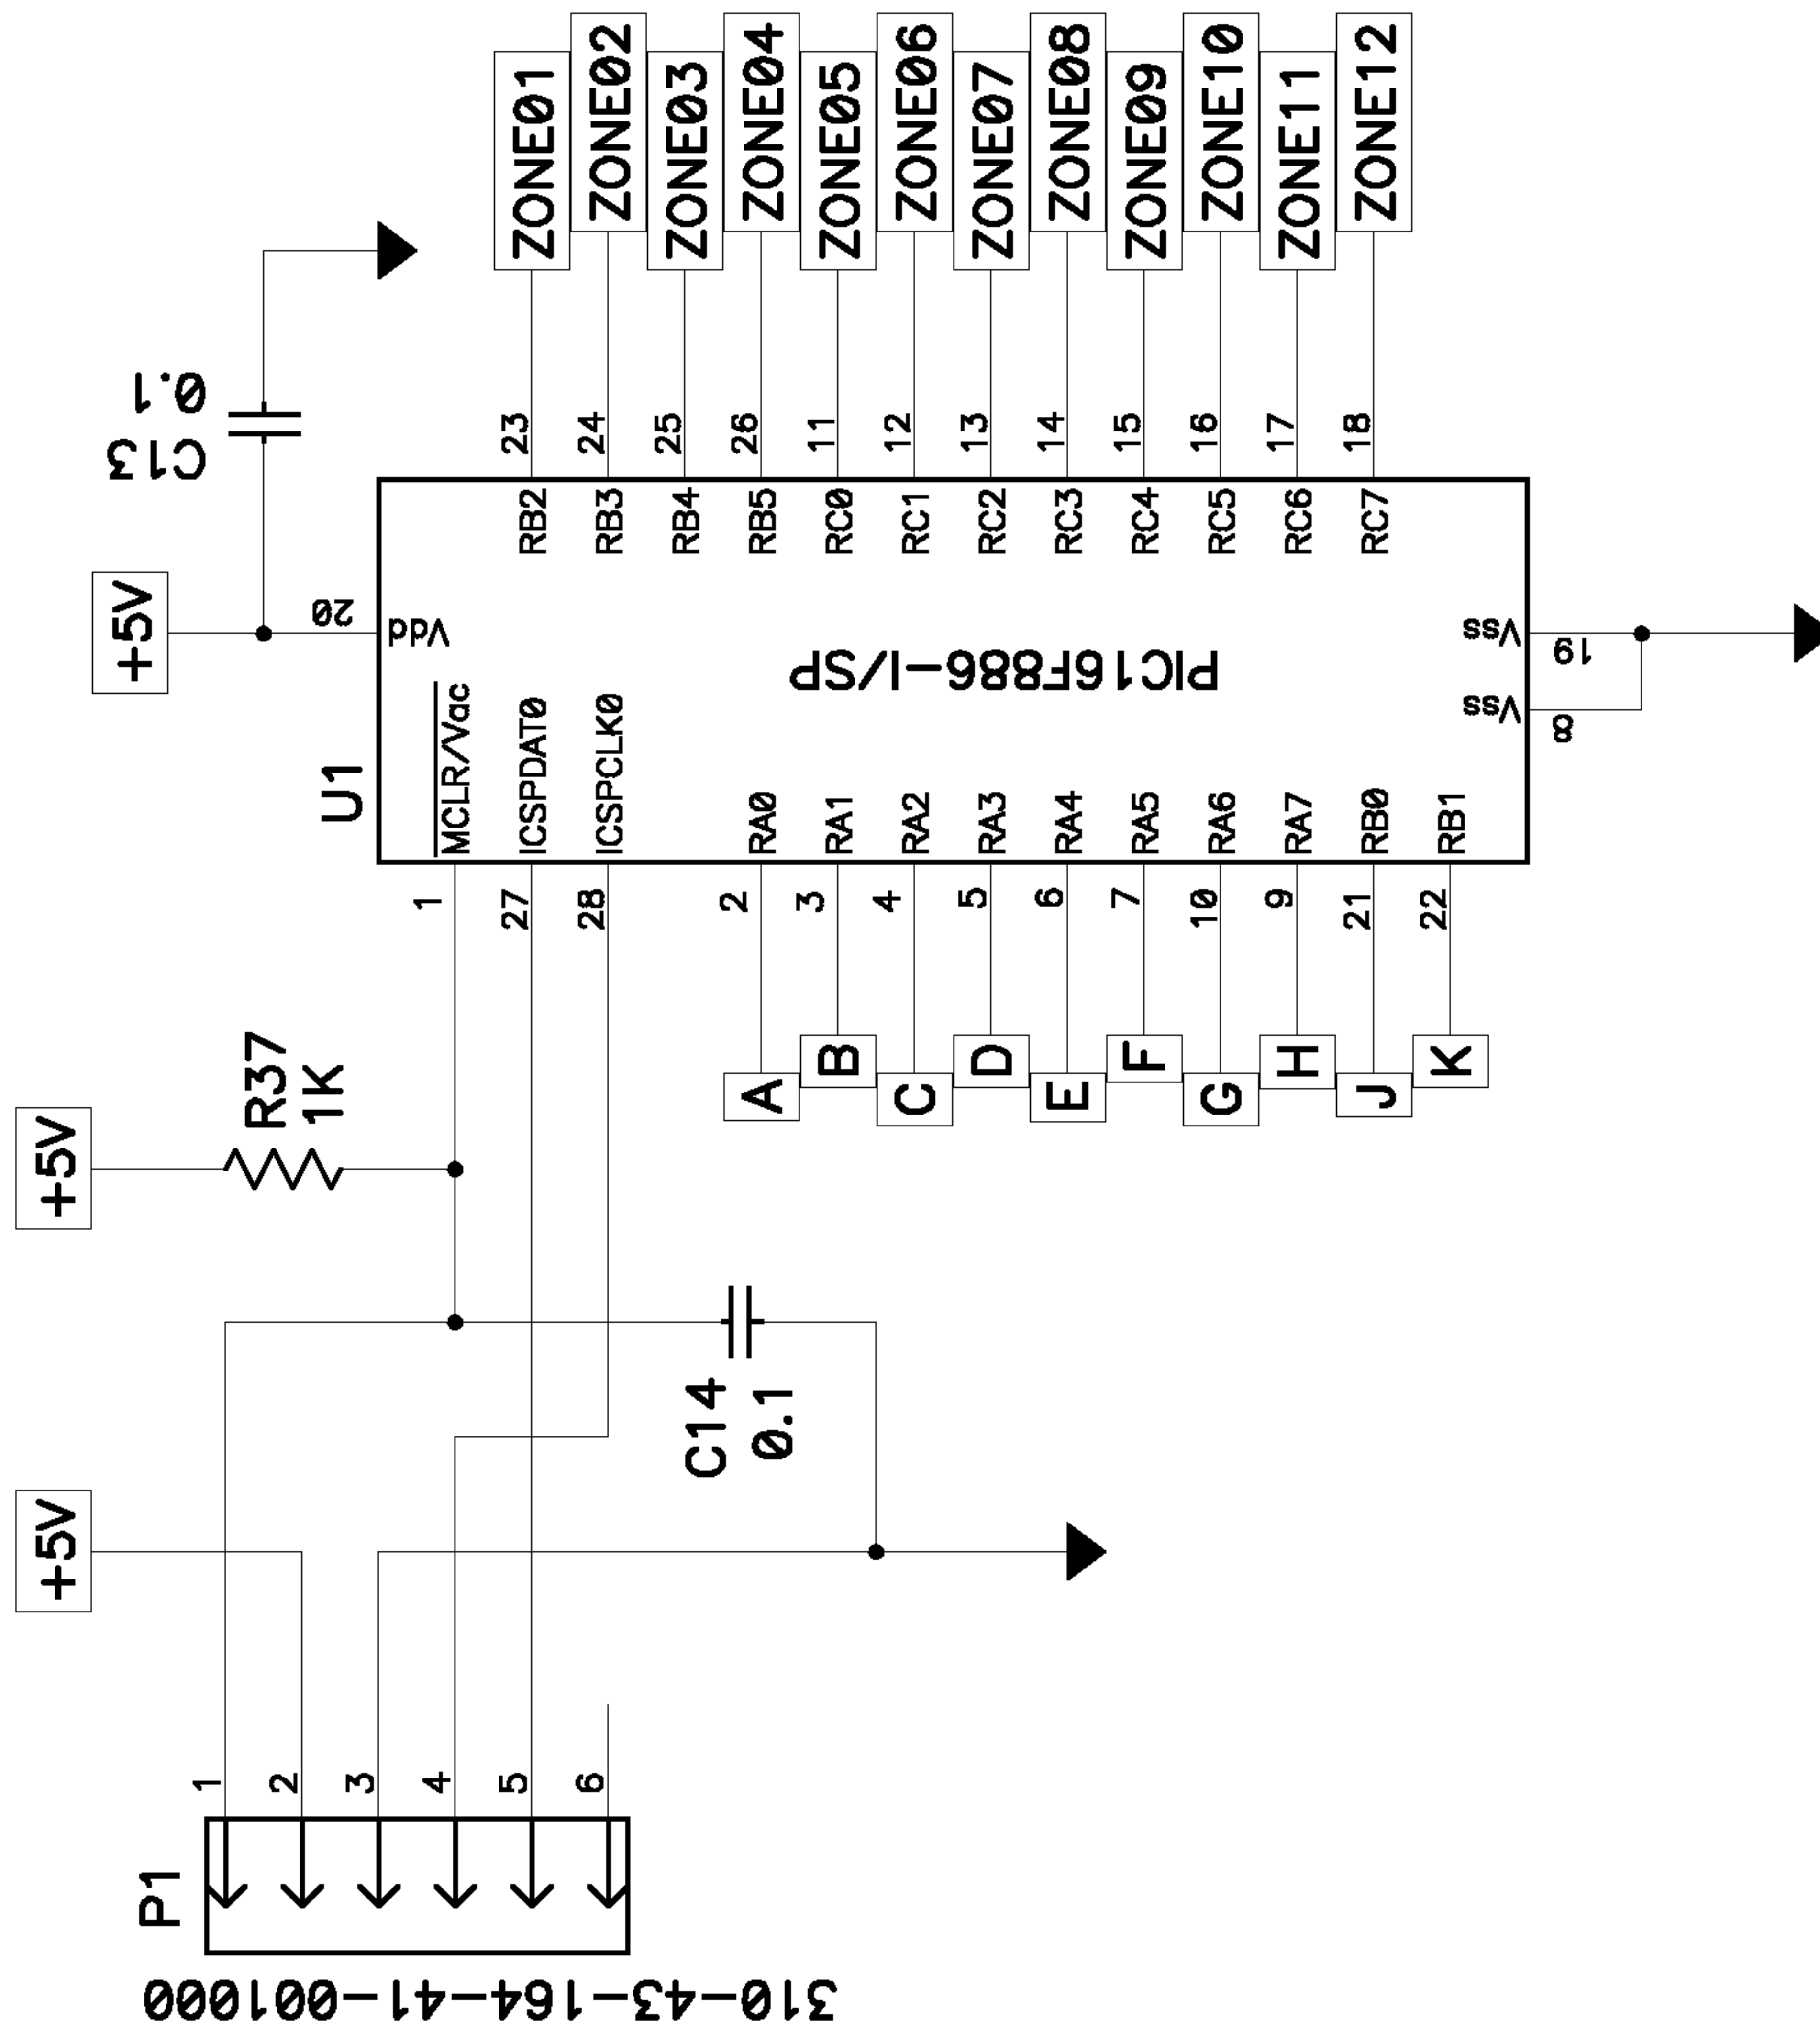 P1
310-43-164-41-001000
1
2
3
4
5
6
+5V
+5V
R37
1K
C14
0.1
+5V
C13
0.1
U1
PIC16F886-I/SP
20
Vdd
1
MCLR/Vac
27
ICSPDAT0
28
ICSPCLK0
A
2
RA0
B
3
RA1
C
4
RA2
D
5
RA3
E
6
RA4
F
7
RA5
G
10
RA6
H
9
RA7
J
21
RB0
K
22
RB1
RB2
23
ZONE01
RB3
24
ZONE02
RB4
25
ZONE03
RB5
26
ZONE04
RC0
11
ZONE05
RC1
12
ZONE06
RC2
13
ZONE07
RC3
14
ZONE08
RC4
15
ZONE09
RC5
16
ZONE10
RC6
17
ZONE11
RC7
18
ZONE12
Vss
8
Vss
19